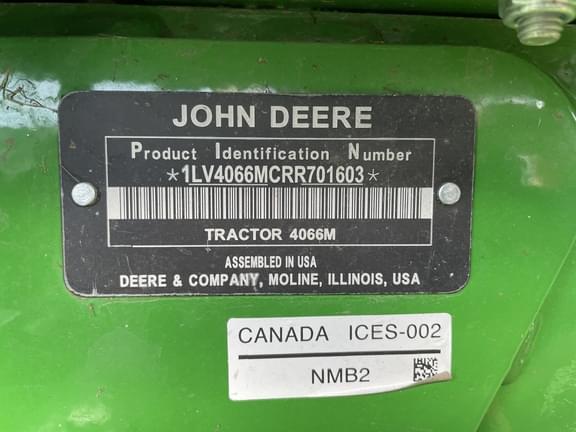 JOHN DEERE
Product Identification Number
*1LV4066MCRR701603*
TRACTOR 4066M
ASSEMBLED IN USA
DEERE & COMPANY, MOLINE, ILLINOIS, USA
CANADA ICES-002
NMB2